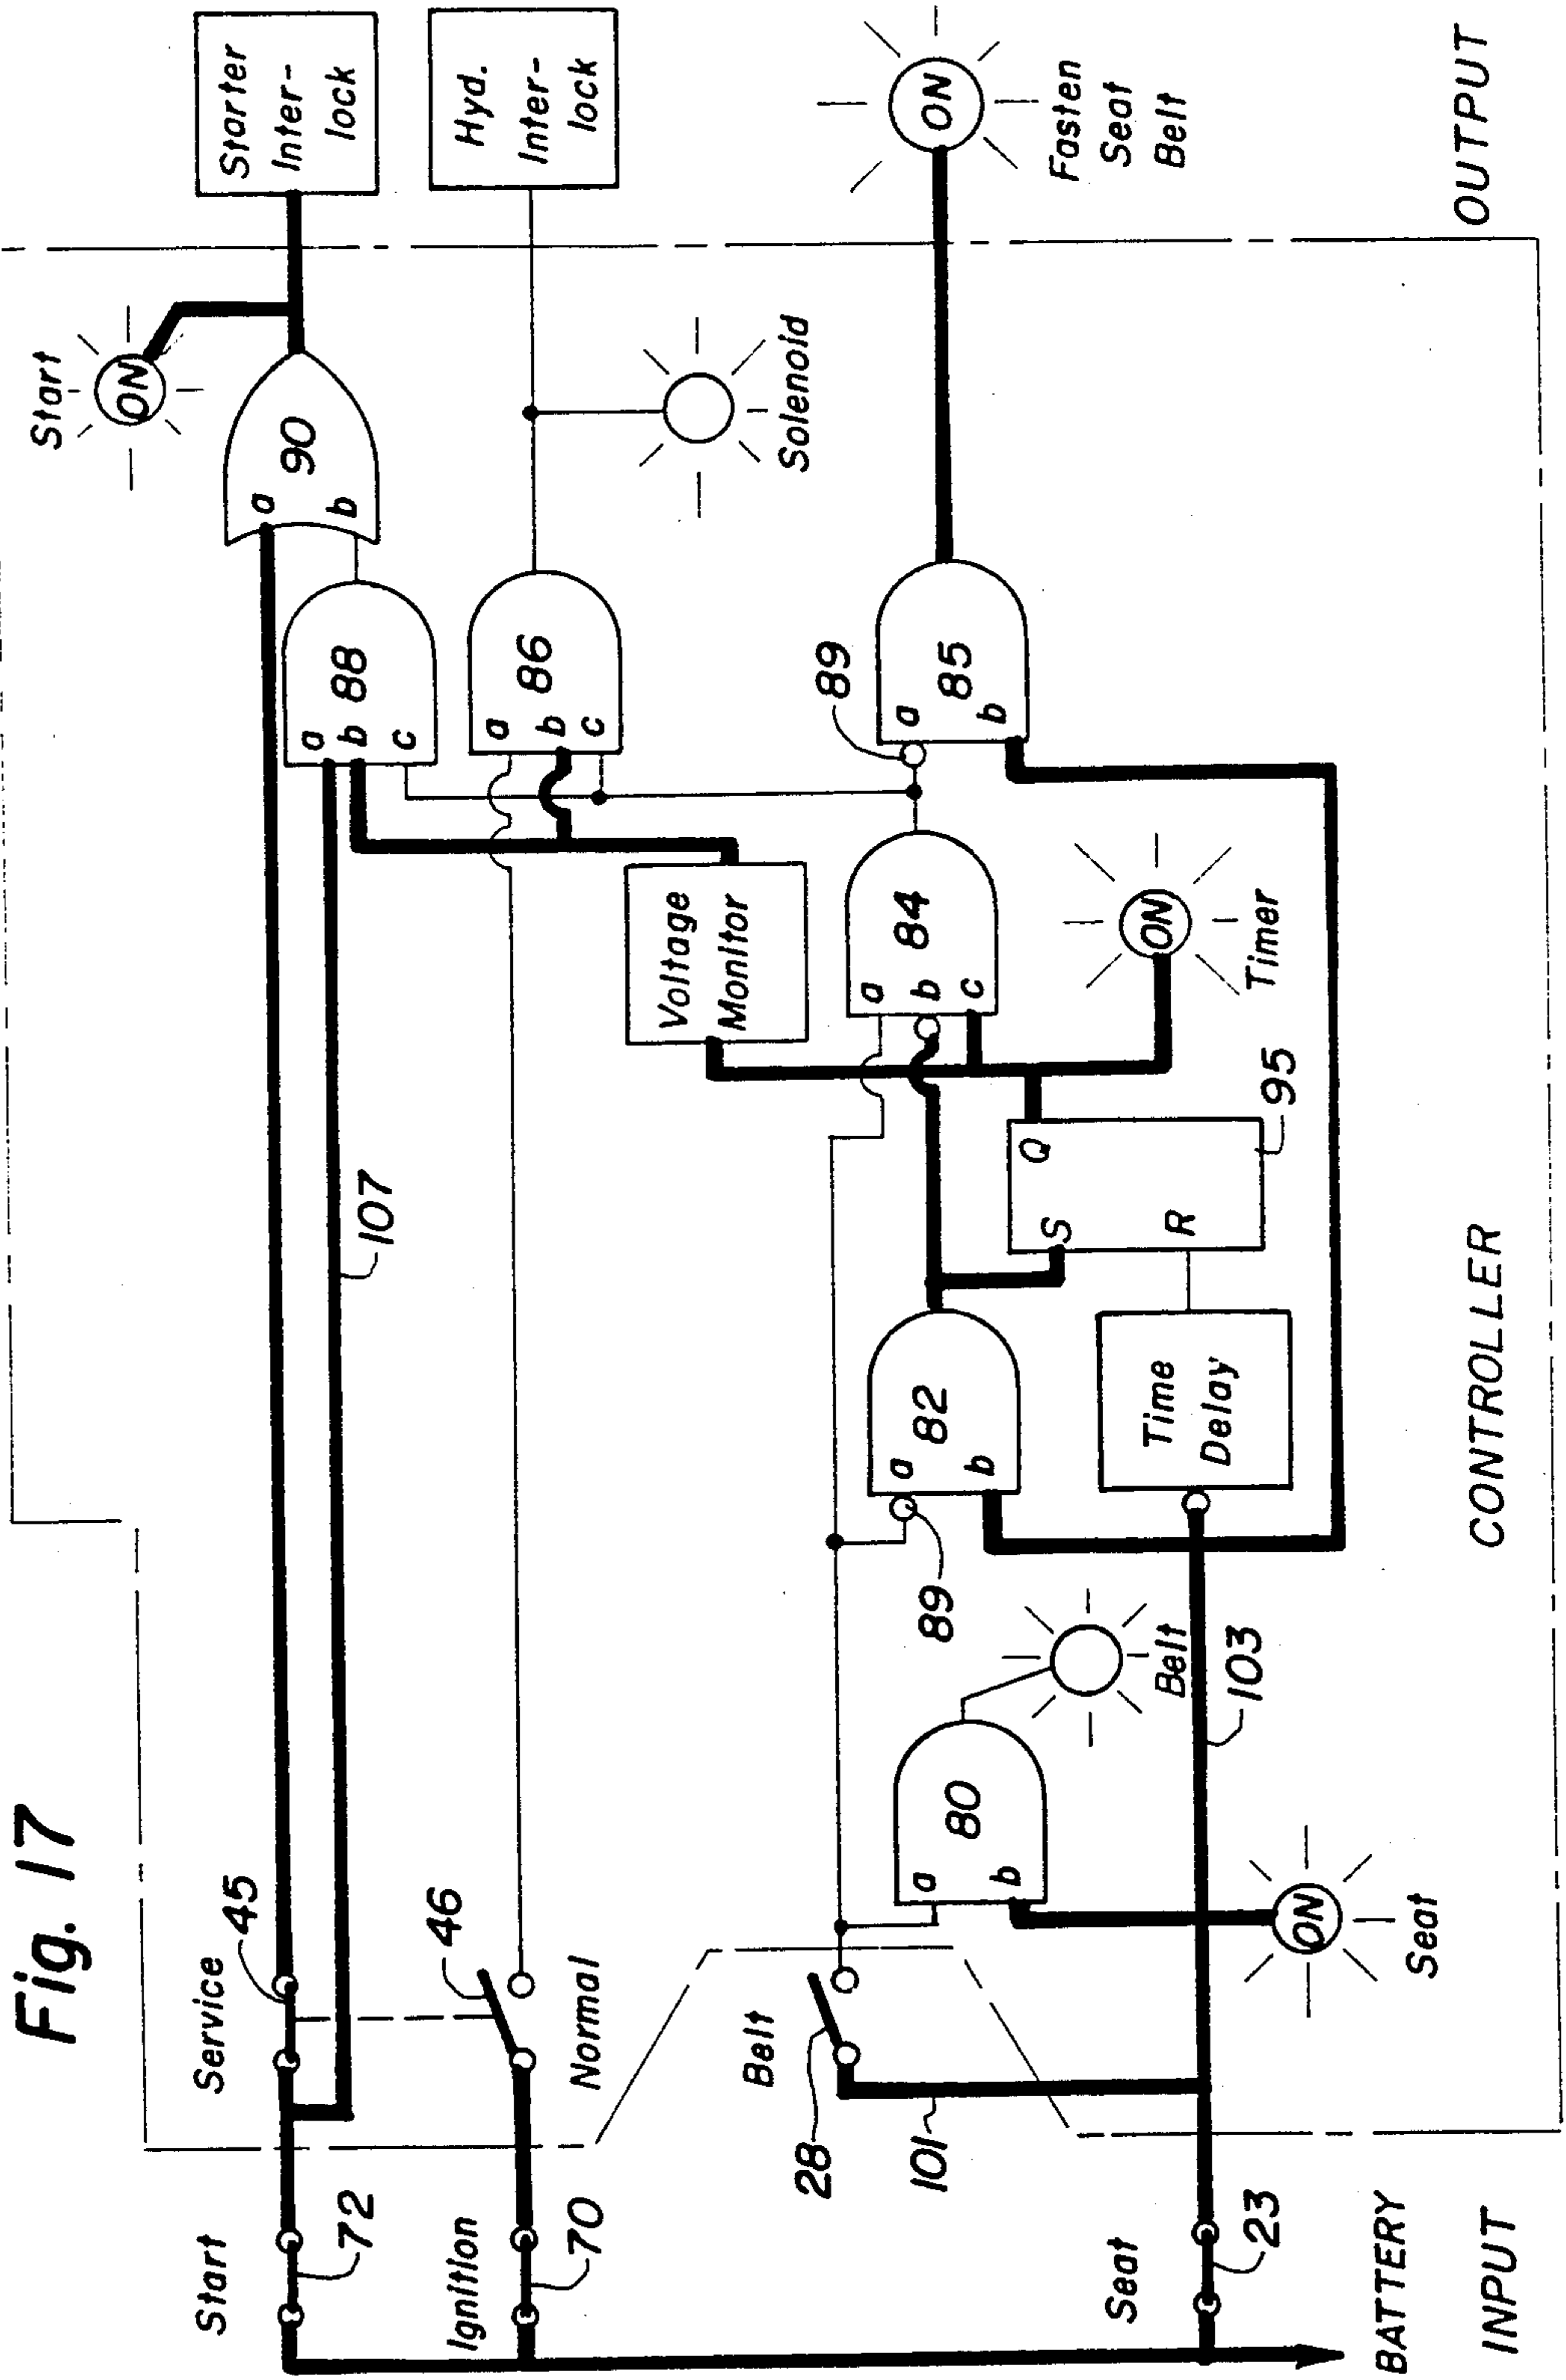 Fig. 17
Start
72
Service
45
107
Start
ON
a
b
90
Starter
Inter-
lock
a
b
c
88
Ignition
70
46
Normal
a
b
c
86
Hyd.
Inter-
lock
Solenoid
Voltage
Monitor
Belt
28
101
a
b
80
Belt
89
a
b
82
a
b
c
84
89
a
b
85
ON
Fasten
Seat
Belt
S
Q
R
95
ON
Timer
Time
Delay
Seat
23
103
ON
Seat
BATTERY
INPUT
CONTROLLER
OUTPUT